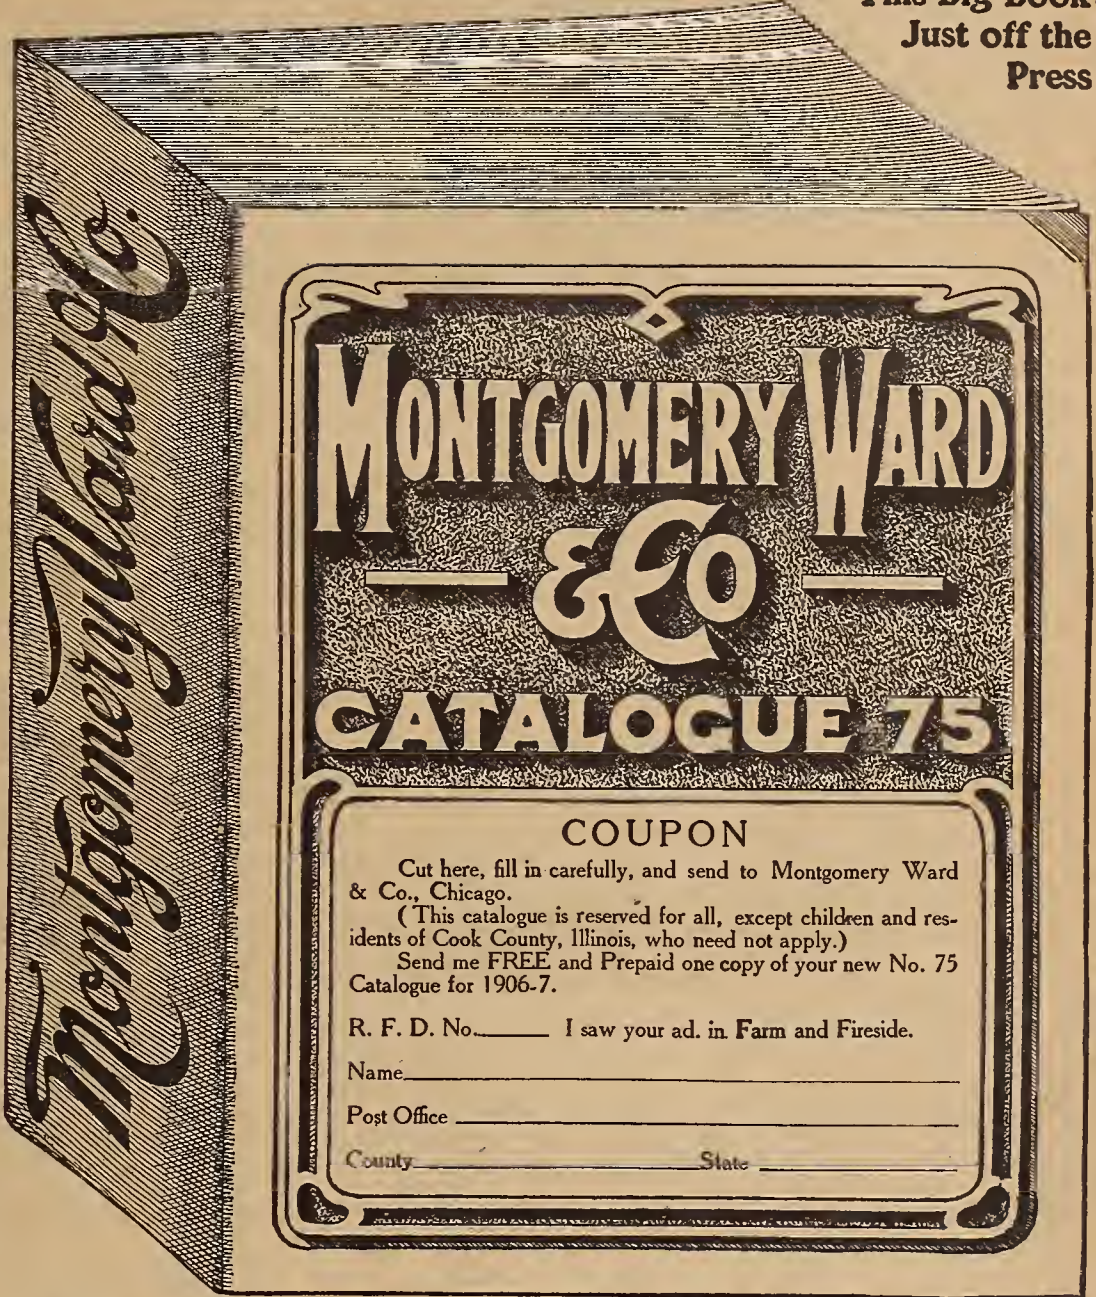 This Big Book
Just off the
Press
Montgomery Ward & Co.
MONTGOMERY WARD
& CO
CATALOGUE 75
COUPON
Cut here, fill in carefully, and send to Montgomery Ward
& Co., Chicago.
(This catalogue is reserved for all, except children and res-
idents of Cook County, Illinois, who need not apply.)
Send me FREE and Prepaid one copy of your new No. 75
Catalogue for 1906-7.
R. F. D. No. I saw your ad. in Farm and Fireside.
Name
Post Office
County State